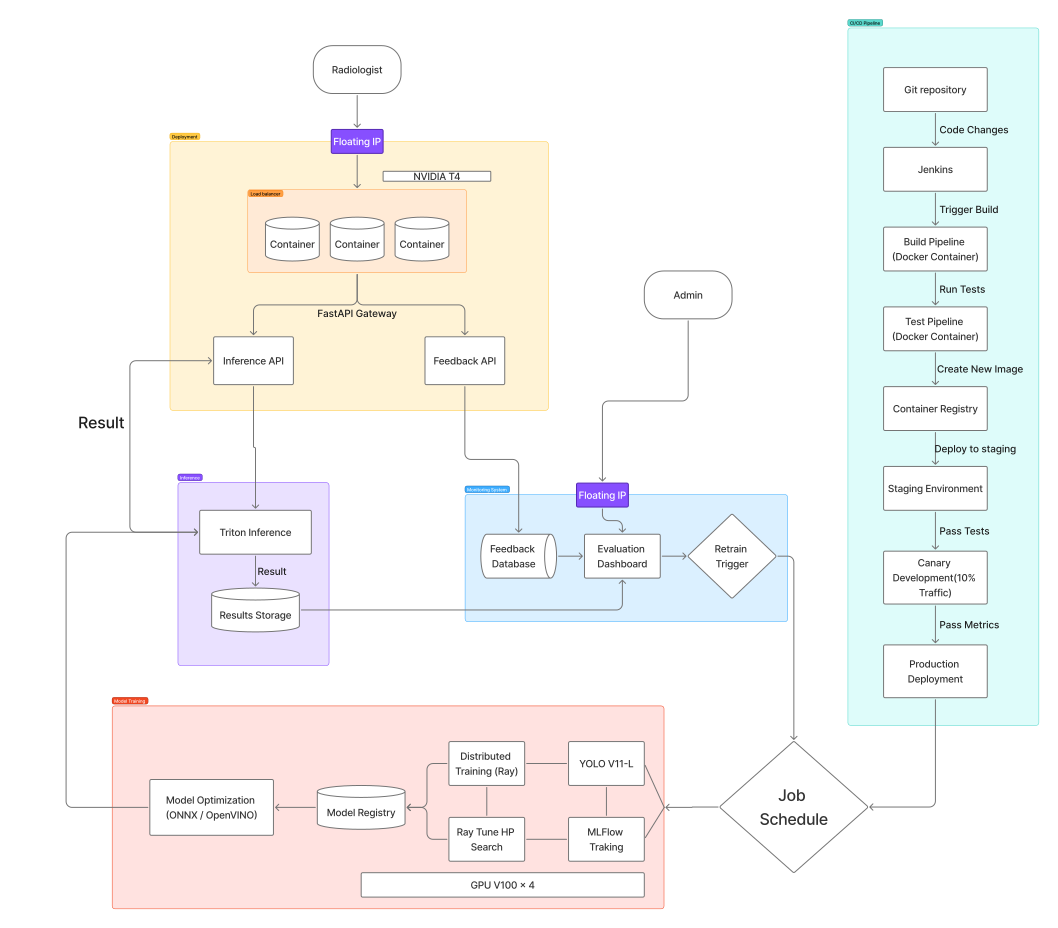 CI/CD Pipeline
Git repository
Code Changes
Jenkins
Trigger Build
Build Pipeline
(Docker Container)
Run Tests
Test Pipeline
(Docker Container)
Create New Image
Container Registry
Deploy to staging
Staging Environment
Pass Tests
Canary
Development(10%
Traffic)
Pass Metrics
Production
Deployment
Radiologist
Deployment
Floating IP
NVIDIA T4
Load balancer
Container
Container
Container
FastAPI Gateway
Inference API
Feedback API
Result
Admin
Inference
Triton Inference
Result
Results Storage
Monitoring System
Floating IP
Feedback
Database
Evaluation
Dashboard
Retrain
Trigger
Model Training
Model Optimization
(ONNX / OpenVINO)
Model Registry
Distributed
Training (Ray)
YOLO V11-L
Ray Tune HP
Search
MLFlow
Traking
GPU V100 × 4
Job
Schedule